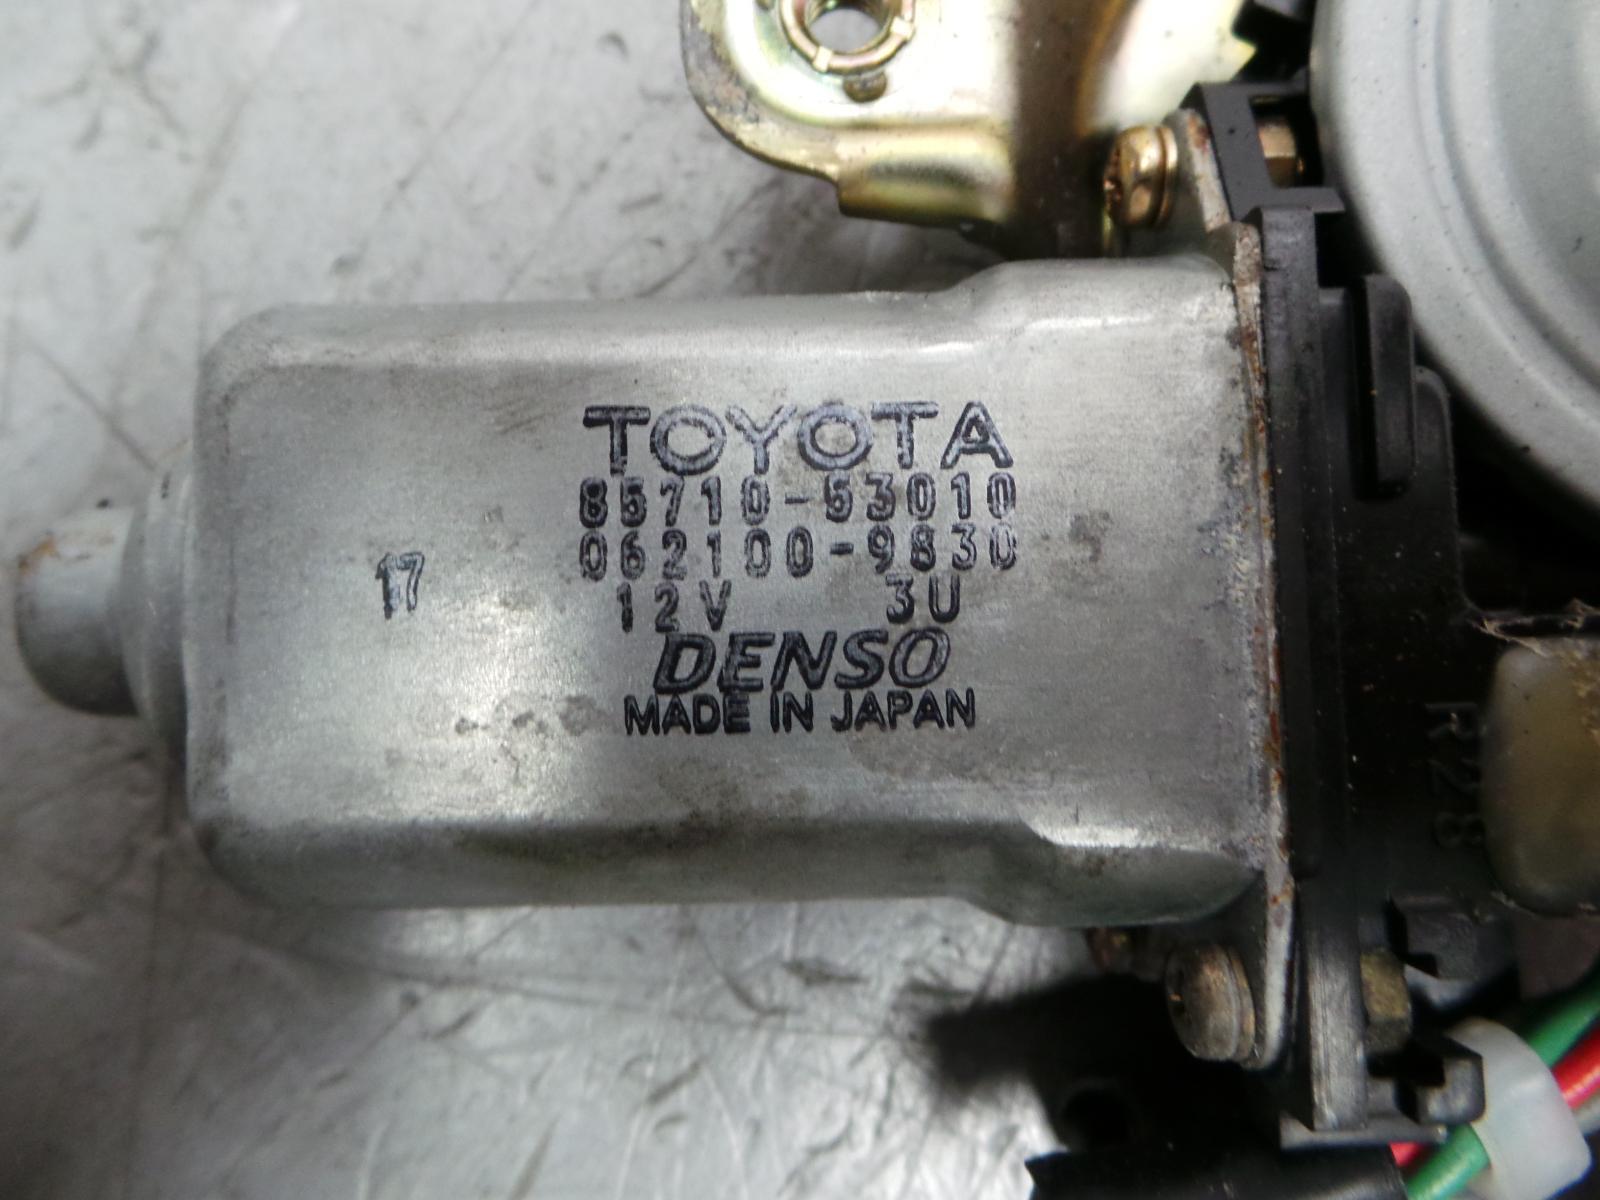 TOYOTA
85710-53010
062100-9830
12V 3U
DENSO
MADE IN JAPAN
17
R28